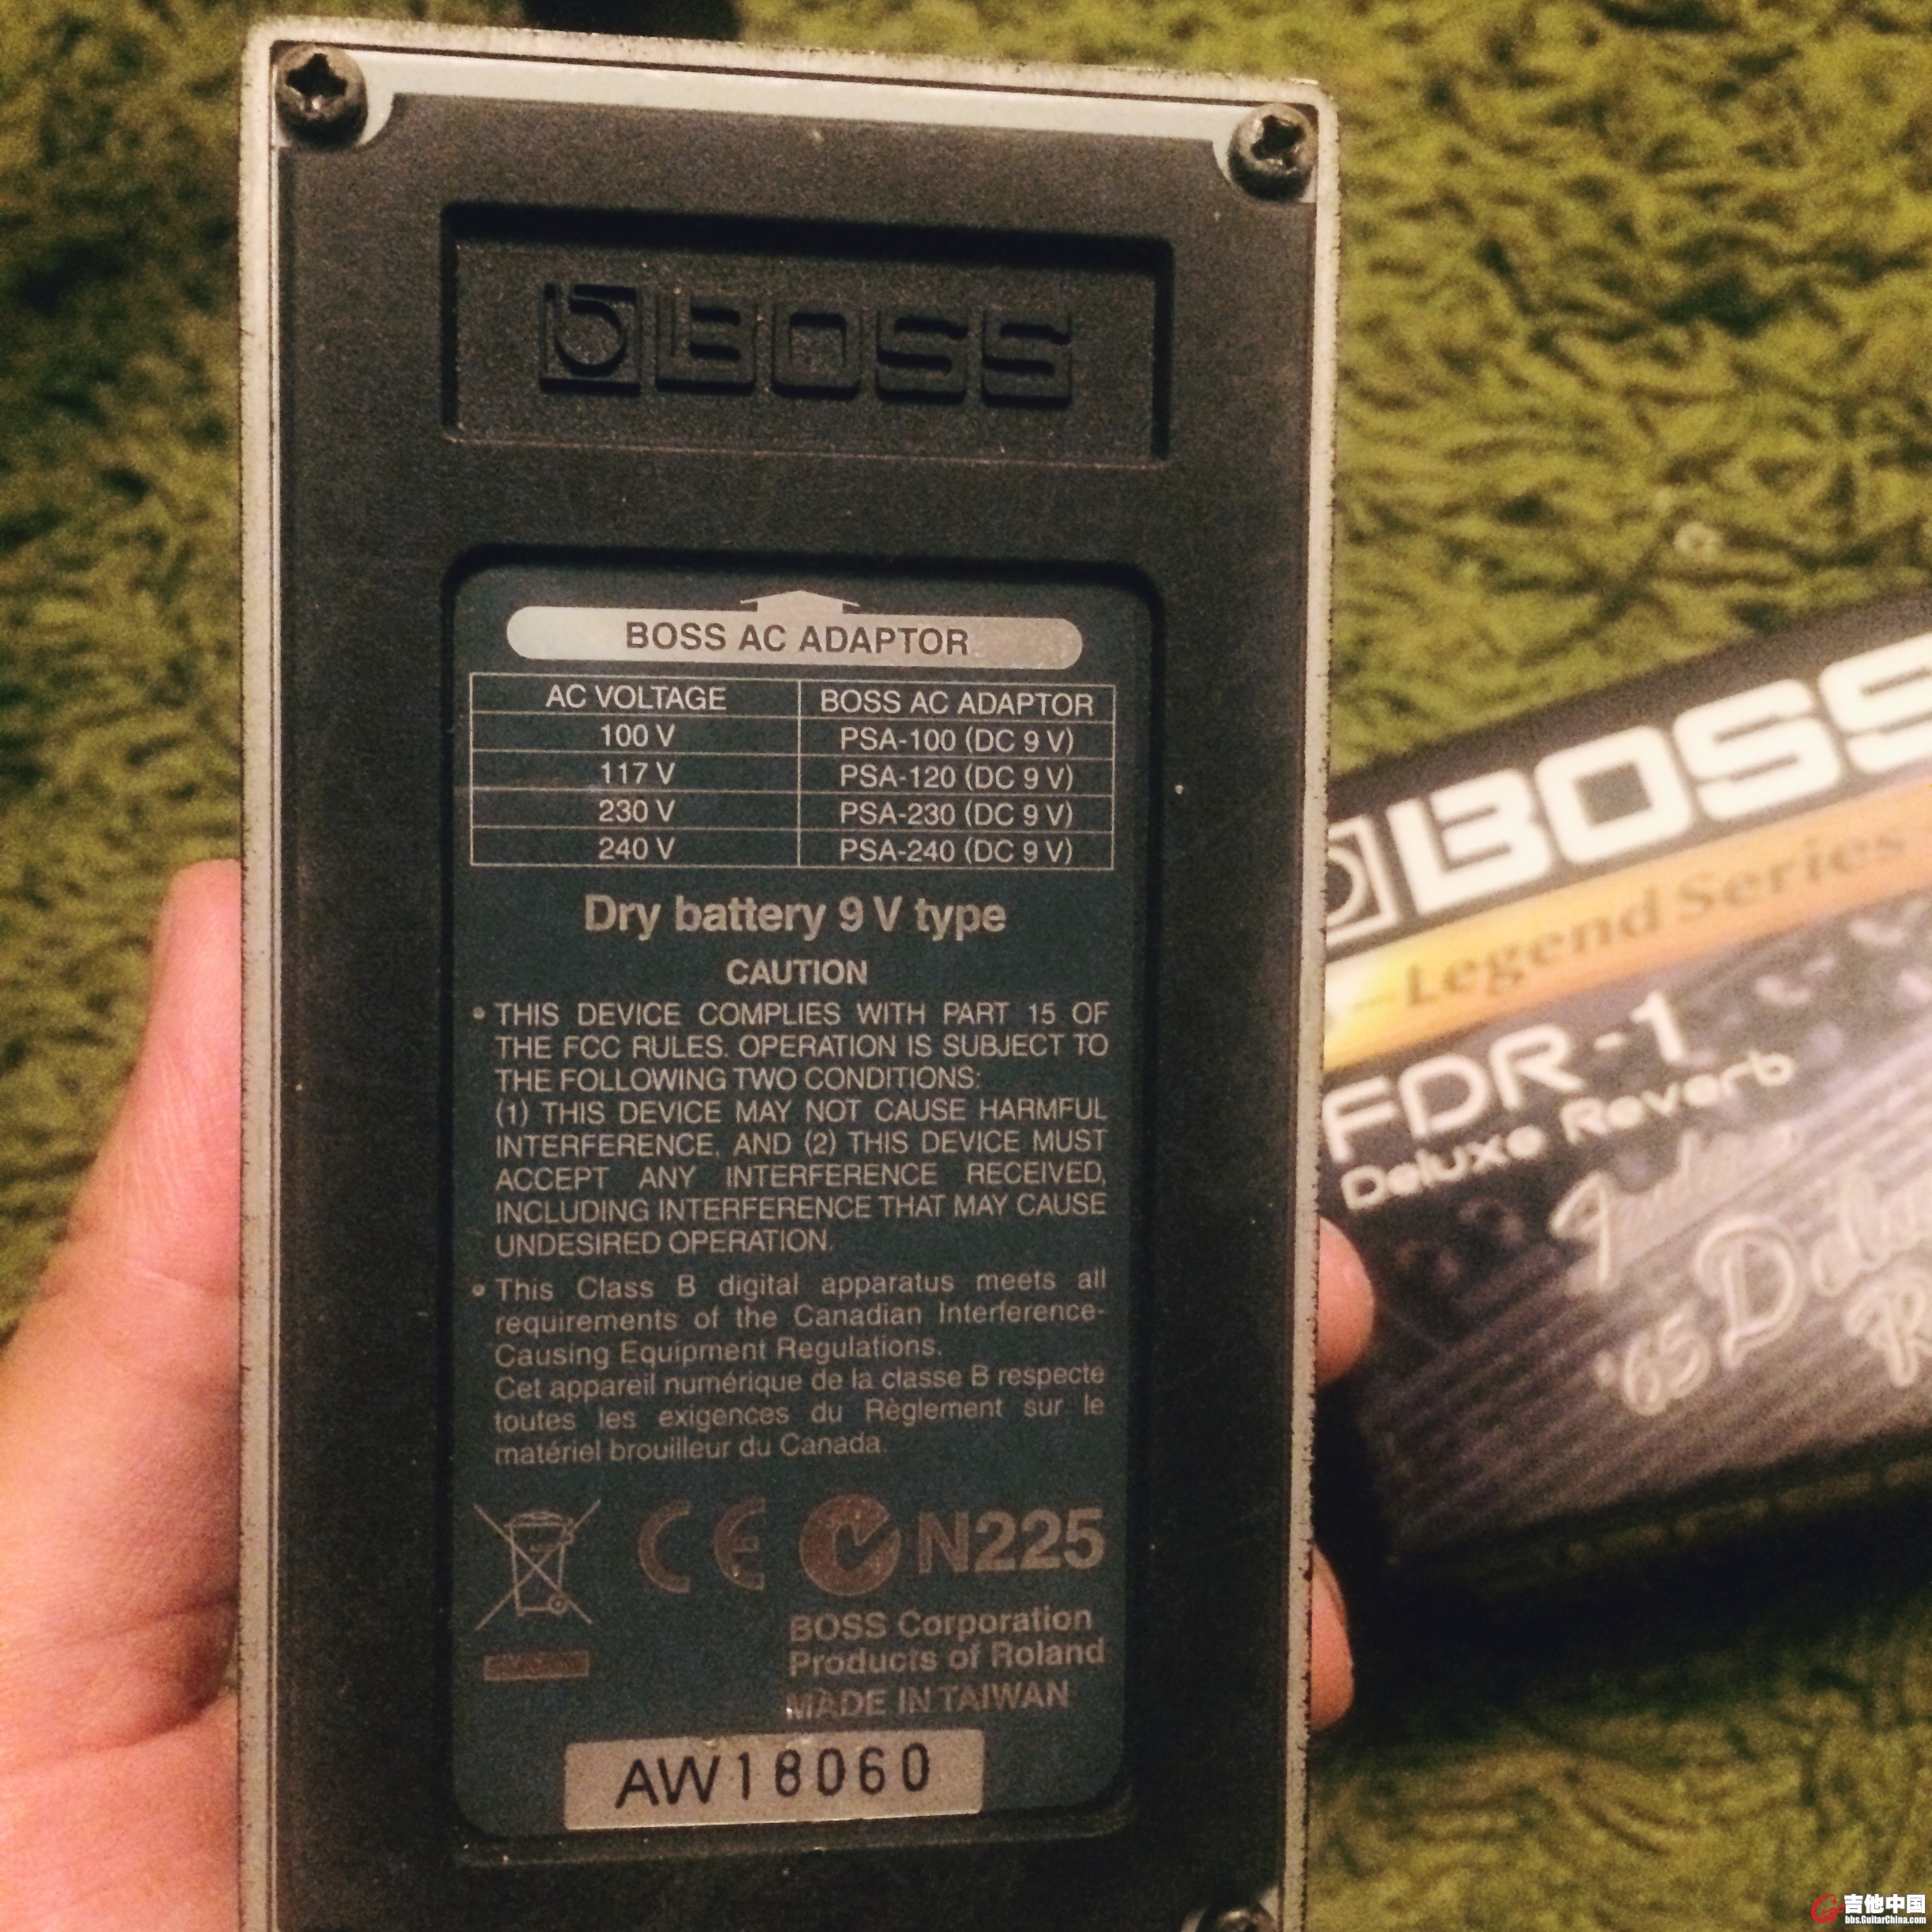 BOSS
BOSS AC ADAPTOR
AC VOLTAGE BOSS AC ADAPTOR
100 V PSA-100 (DC 9 V)
117 V PSA-120 (DC 9 V)
230 V PSA-230 (DC 9 V)
240 V PSA-240 (DC 9 V)
Dry battery 9 V type
CAUTION
• THIS DEVICE COMPLIES WITH PART 15 OF
THE FCC RULES. OPERATION IS SUBJECT TO
THE FOLLOWING TWO CONDITIONS:
(1) THIS DEVICE MAY NOT CAUSE HARMFUL
INTERFERENCE, AND (2) THIS DEVICE MUST
ACCEPT ANY INTERFERENCE RECEIVED,
INCLUDING INTERFERENCE THAT MAY CAUSE
UNDESIRED OPERATION.
• This Class B digital apparatus meets all
requirements of the Canadian Interference-
Causing Equipment Regulations.
Cet appareil numérique de la classe B respecte
toutes les exigences du Règlement sur le
matériel brouilleur du Canada.
CE N225
BOSS Corporation
Products of Roland
MADE IN TAIWAN
AW18060
BOSS
Legend Series
FDR-1
Deluxe Reverb
'65
吉他中国
bbs.GuitarChina.com